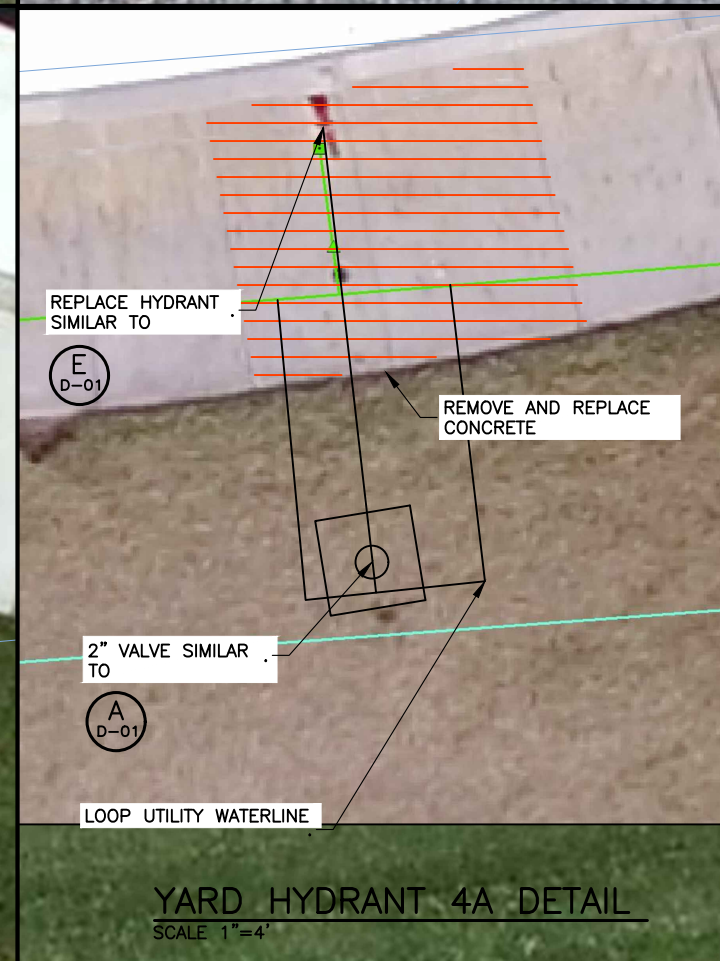 REPLACE HYDRANT
SIMILAR TO
E
D-01
REMOVE AND REPLACE
CONCRETE
2" VALVE SIMILAR
TO
A
D-01
LOOP UTILITY WATERLINE
YARD HYDRANT 4A DETAIL
SCALE 1"=4'